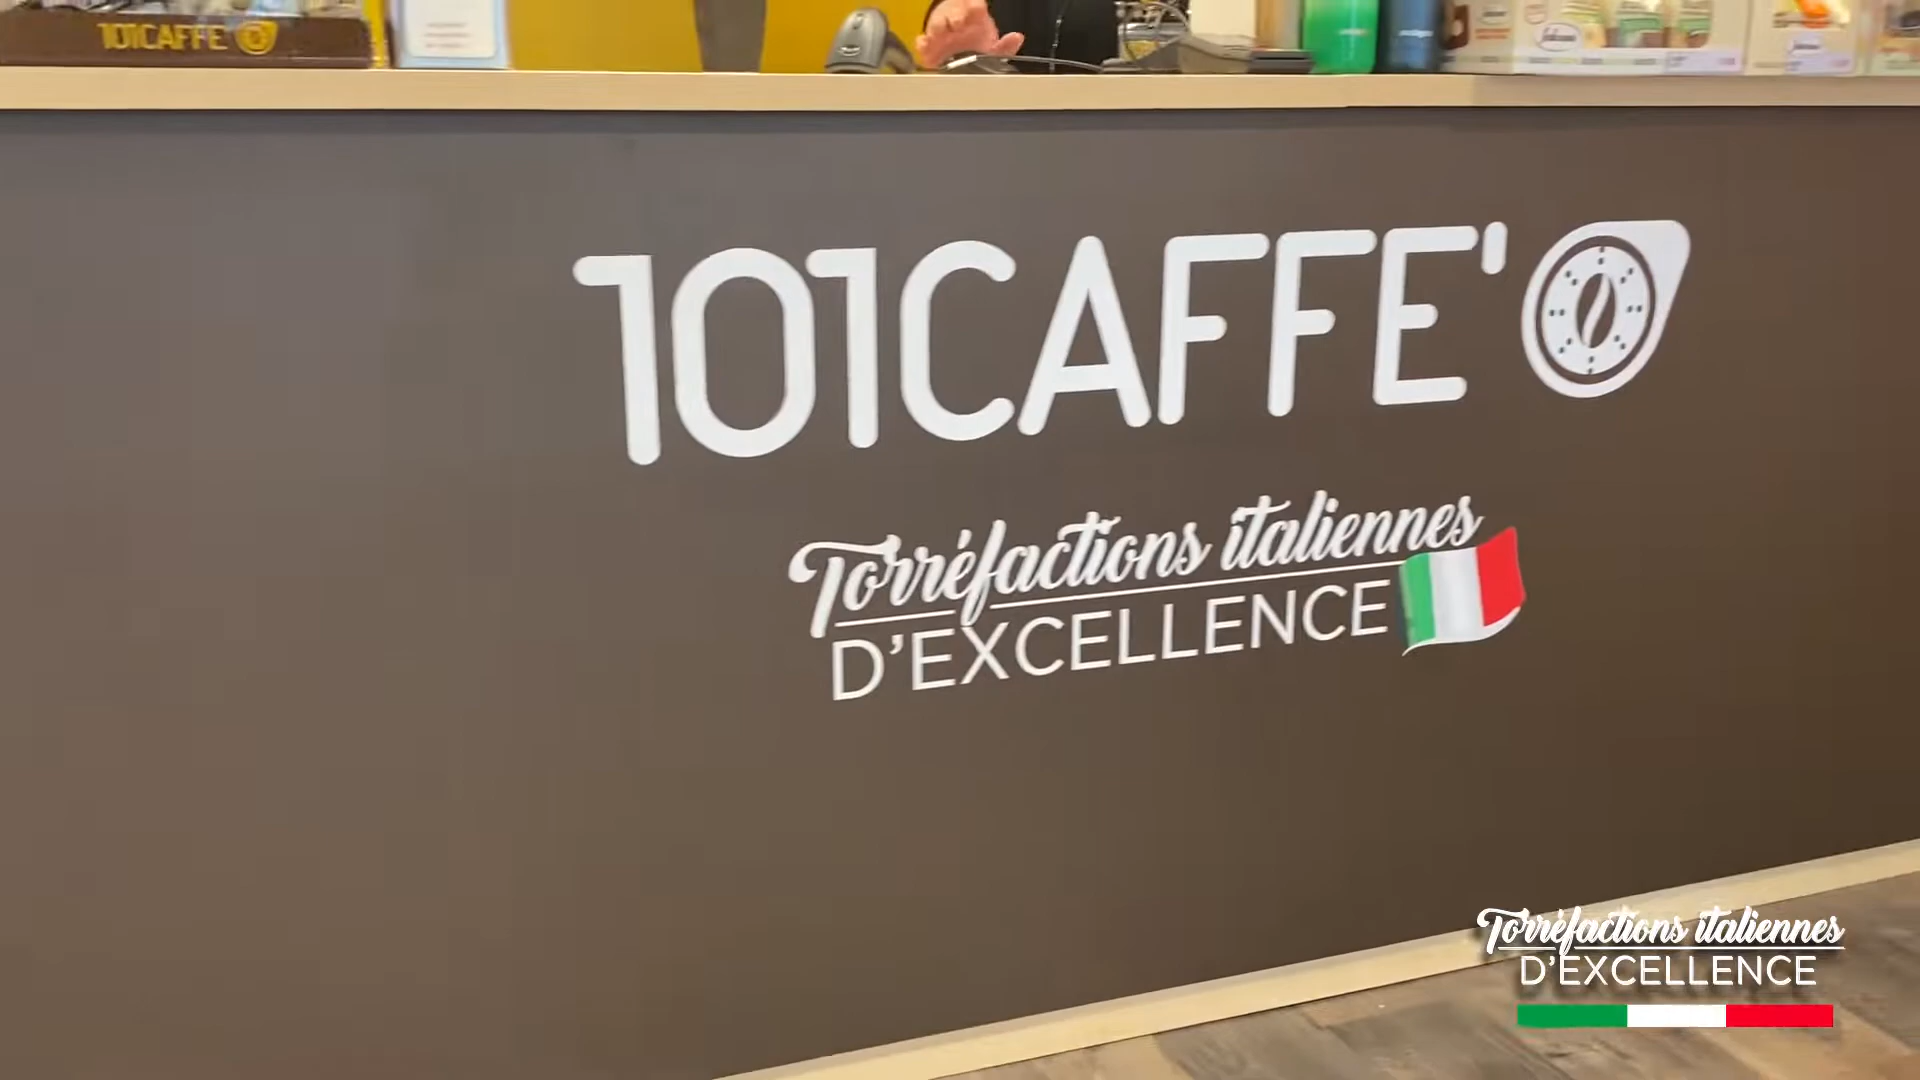 101CAFFE'
101CAFFE'
Torréfactions italiennes
D'EXCELLENCE
Torréfactions italiennes
D'EXCELLENCE